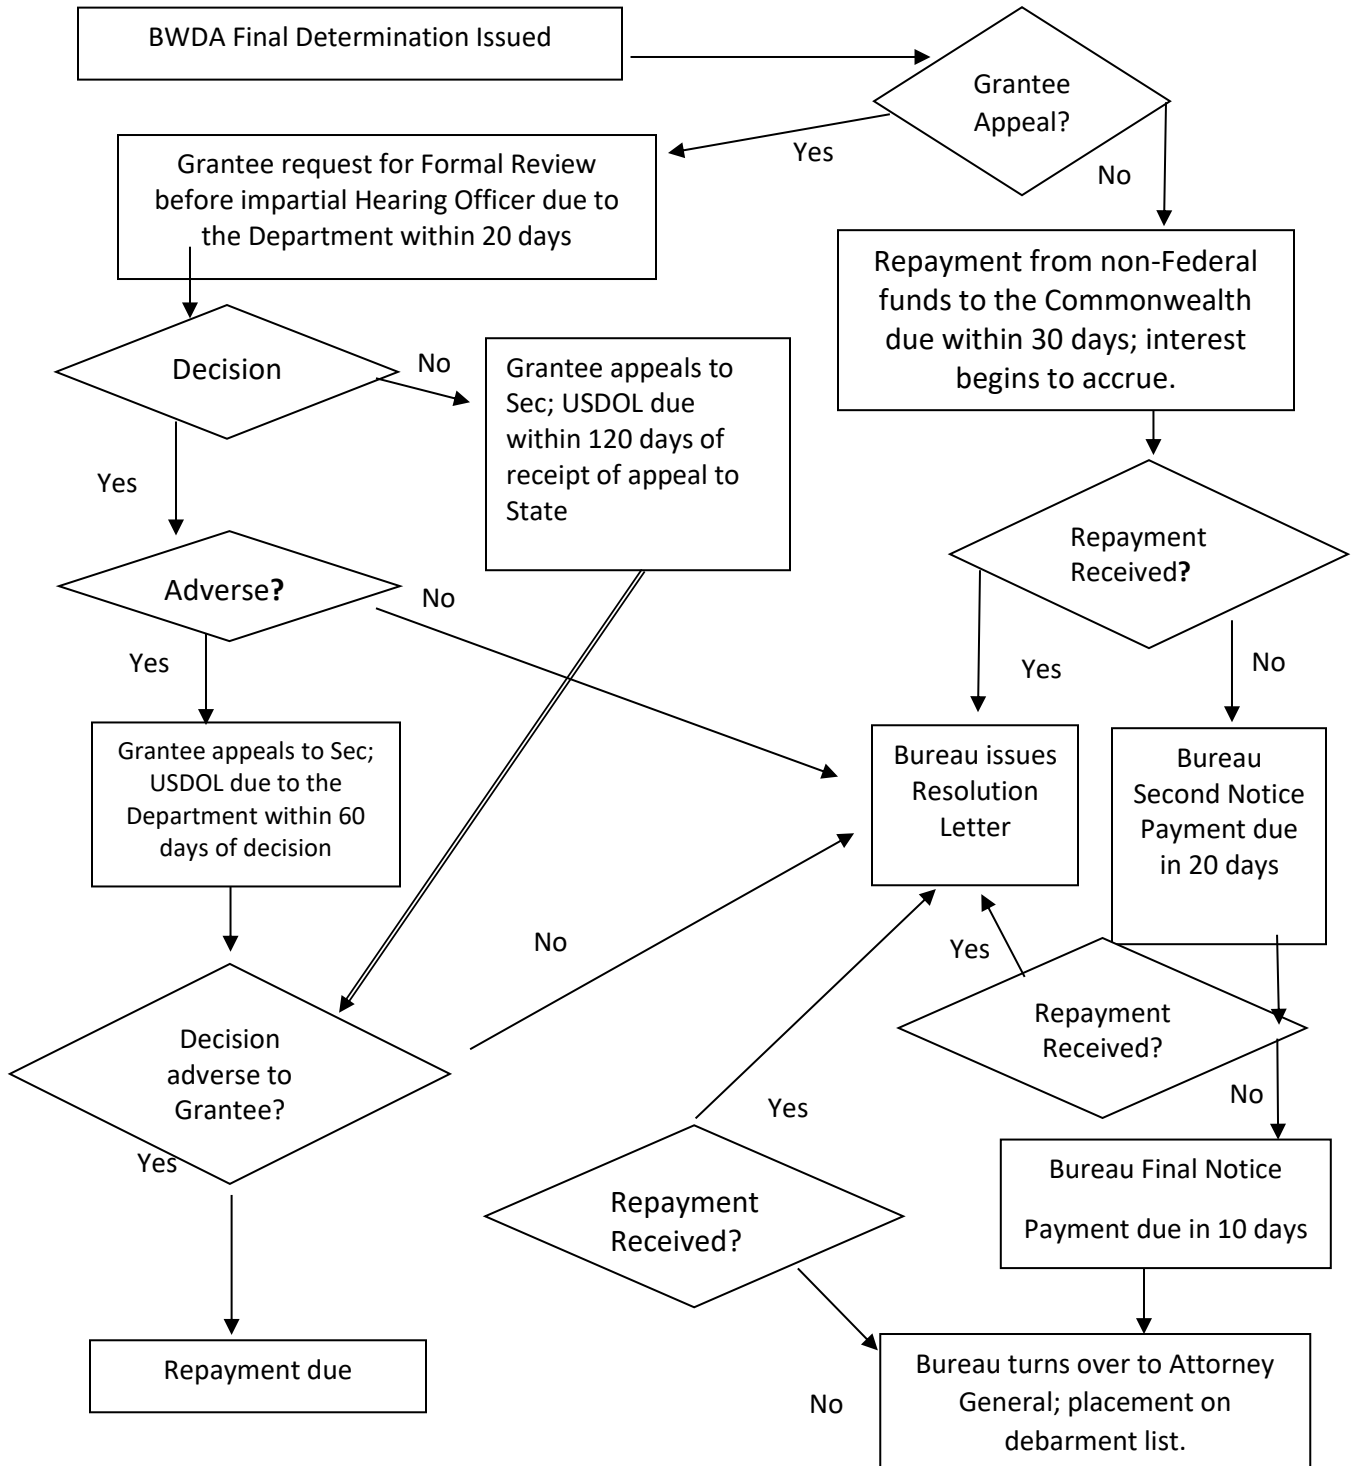 BWDA Final Determination Issued
Grantee
Appeal?
Yes
No
Grantee request for Formal Review
before impartial Hearing Officer due to
the Department within 20 days
Repayment from non-Federal
funds to the Commonwealth
due within 30 days; interest
begins to accrue.
Decision
No
Yes
Grantee appeals to
Sec; USDOL due
within 120 days of
receipt of appeal to
State
Repayment
Received?
Yes
No
Adverse?
No
Yes
Grantee appeals to Sec;
USDOL due to the
Department within 60
days of decision
Bureau issues
Resolution
Letter
Bureau
Second Notice
Payment due
in 20 days
No
Yes
Decision
adverse to
Grantee?
Yes
Repayment
Received?
No
Yes
Repayment
Received?
Bureau Final Notice
Payment due in 10 days
Repayment due
No
Bureau turns over to Attorney
General; placement on
debarment list.